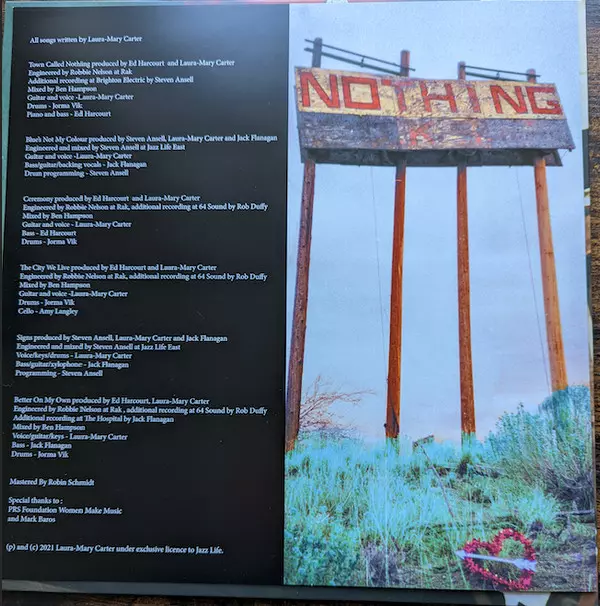 All songs written by Laura-Mary Carter
Town Called Nothing produced by Ed Harcourt and Laura-Mary Carter
Engineered by Robbie Nelson at Rak
Additional recording at Brighton Electric by Steven Ansell
Mixed by Ben Hampson
Guitar and voice -Laura-Mary Carter
Drums - Jorma Vik
Piano and bass - Ed Harcourt
Blue's Not My Colour produced by Steven Ansell, Laura-Mary Carter and Jack Flanagan
Engineered and mixed by Steven Ansell at Jazz Life East
Guitar and voice -Laura-Mary Carter
Bass/guitar/backing vocals - Jack Flanagan
Drum programming - Steven Ansell
Ceremony produced by Ed Harcourt and Laura-Mary Carter
Engineered by Robbie Nelson at Rak, additional recording at 64 Sound by Rob Duffy
Mixed by Ben Hampson
Guitar and voice - Laura-Mary Carter
Bass - Ed Harcourt
Drums - Jorma Vik
The City We Live produced by Ed Harcourt and Laura-Mary Carter
Engineered by Robbie Nelson at Rak, additional recording at 64 Sound by Rob Duffy
Mixed by Ben Hampson
Guitar and voice -Laura-Mary Carter
Drums - Jorma Vik
Cello - Amy Langley
Signs produced by Steven Ansell, Laura-Mary Carter and Jack Flanagan
Engineered and mixed by Steven Ansell at Jazz Life East
Voice/keys/drums - Laura-Mary Carter
Bass/guitar/xylophone - Jack Flanagan
Programming - Steven Ansell
Better On My Own produced by Ed Harcourt, Laura-Mary Carter
Engineered by Robbie Nelson at Rak , additional recording at 64 Sound by Rob Duffy
Additional recording at The Hospital by Jack Flanagan
Mixed by Ben Hampson
Voice/guitar/keys - Laura-Mary Carter
Bass - Jack Flanagan
Drums - Jorma Vik
Mastered By Robin Schmidt
Special thanks to :
PRS Foundation Women Make Music
and Mark Baros
(p) and (c) 2021 Laura-Mary Carter under exclusive licence to Jazz Life.
NOTHING